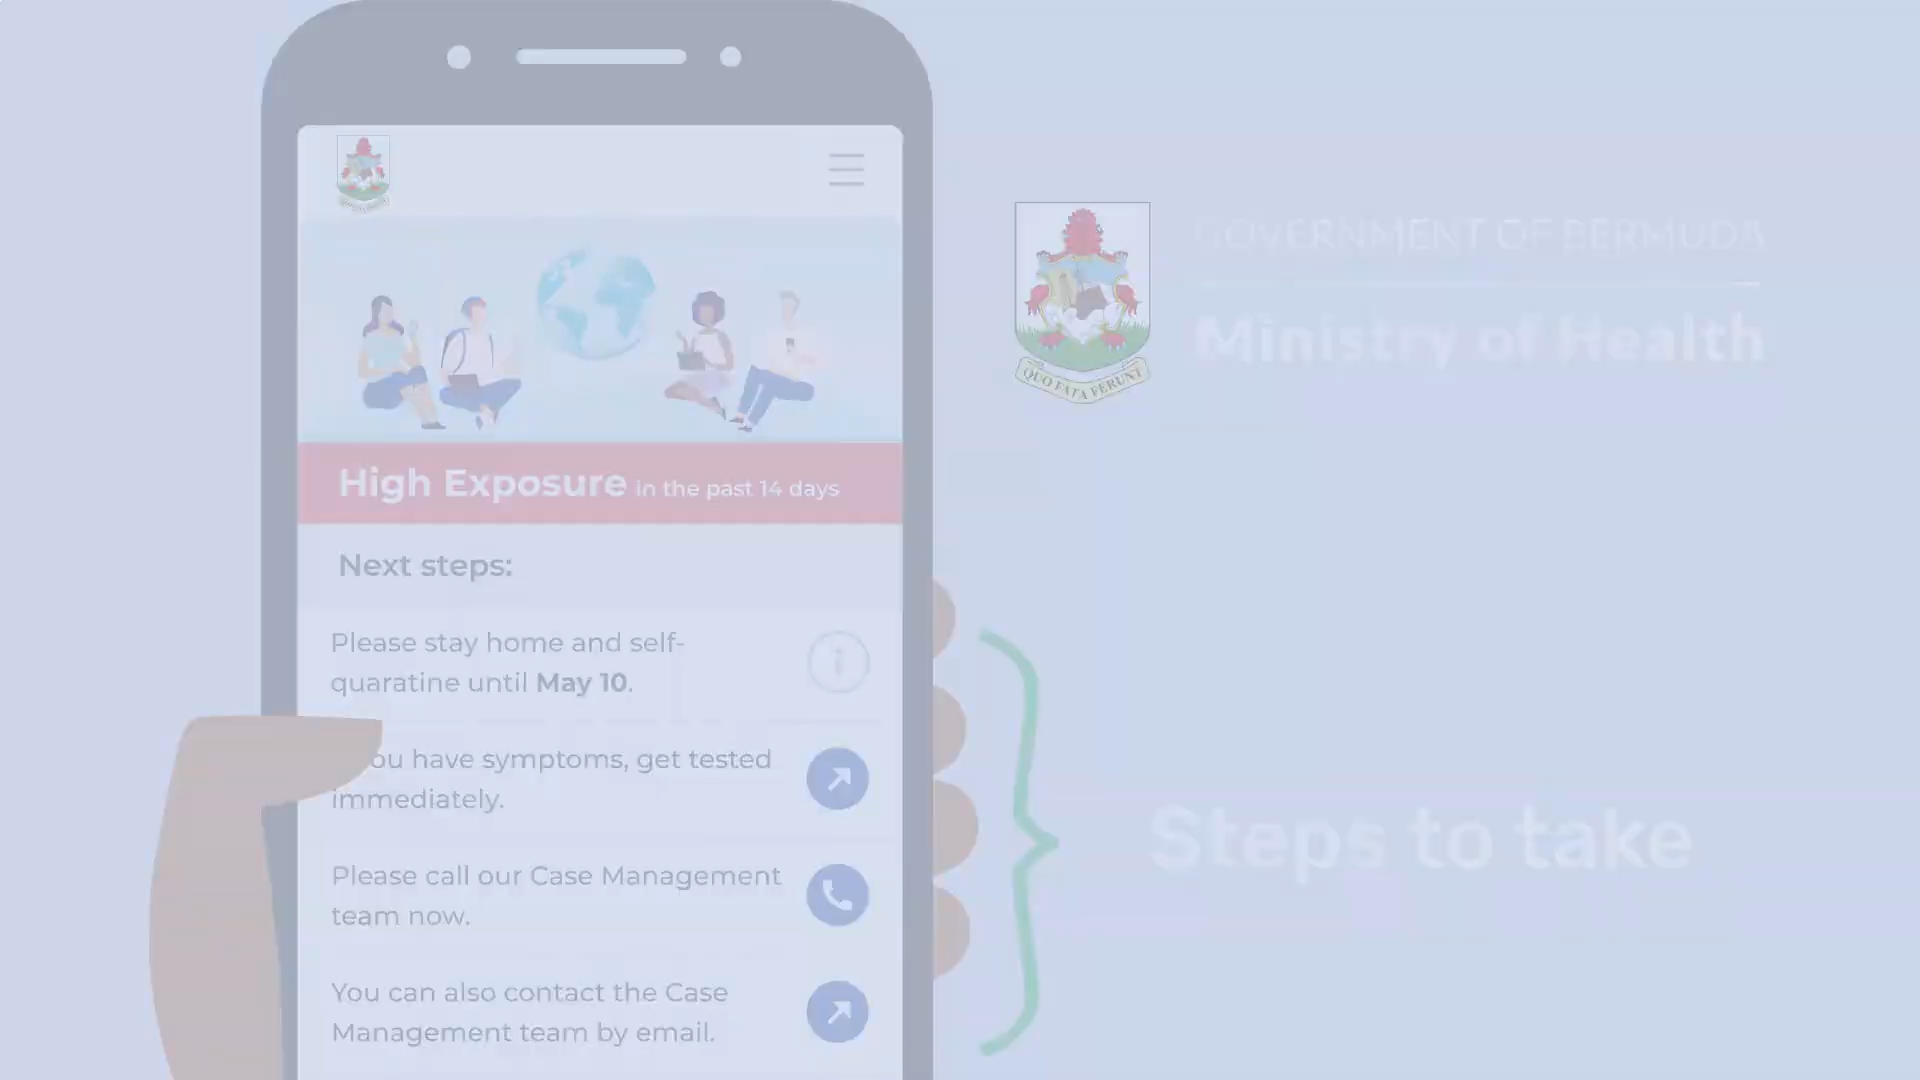 GOVERNMENT OF BERMUDA
Ministry of Health
QUO FATA FERUNT
High Exposure in the past 14 days
Next steps:
Please stay home and self-
quaratine until May 10.
ou have symptoms, get tested
immediately.
Please call our Case Management
team now.
You can also contact the Case
Management team by email.
Steps to take